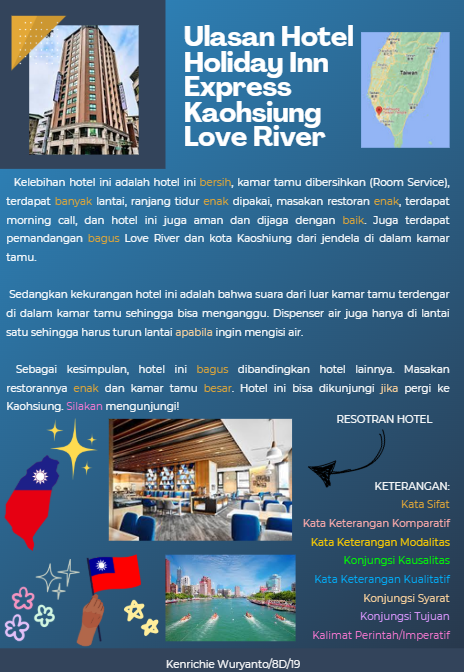 Ulasan Hotel
Holiday Inn
Express
Kaohsiung
Love River
Taiwan
Kelebihan hotel ini adalah hotel ini bersih, kamar tamu dibersihkan (Room Service),
terdapat banyak lantai, ranjang tidur enak dipakai, masakan restoran enak, terdapat
morning call, dan hotel ini juga aman dan dijaga dengan baik. Juga terdapat
pemandangan bagus Love River dan kota Kaoshiung dari jendela di dalam kamar
tamu.
Sedangkan kekurangan hotel ini adalah bahwa suara dari luar kamar tamu terdengar
di dalam kamar tamu sehingga bisa menganggu. Dispenser air juga hanya di lantai
satu sehingga harus turun lantai apabila ingin mengisi air.
Sebagai kesimpulan, hotel ini bagus dibandingkan hotel lainnya. Masakan
restorannya enak dan kamar tamu besar. Hotel ini bisa dikunjungi jika pergi ke
Kaohsiung. Silakan mengunjungi!
RESOTRAN HOTEL
KETERANGAN:
Kata Sifat
Kata Keterangan Komparatif
Kata Keterangan Modalitas
Konjungsi Kausalitas
Kata Keterangan Kualitatif
Konjungsi Syarat
Konjungsi Tujuan
Kalimat Perintah/Imperatif
Kenrichie Wuryanto/8D/19